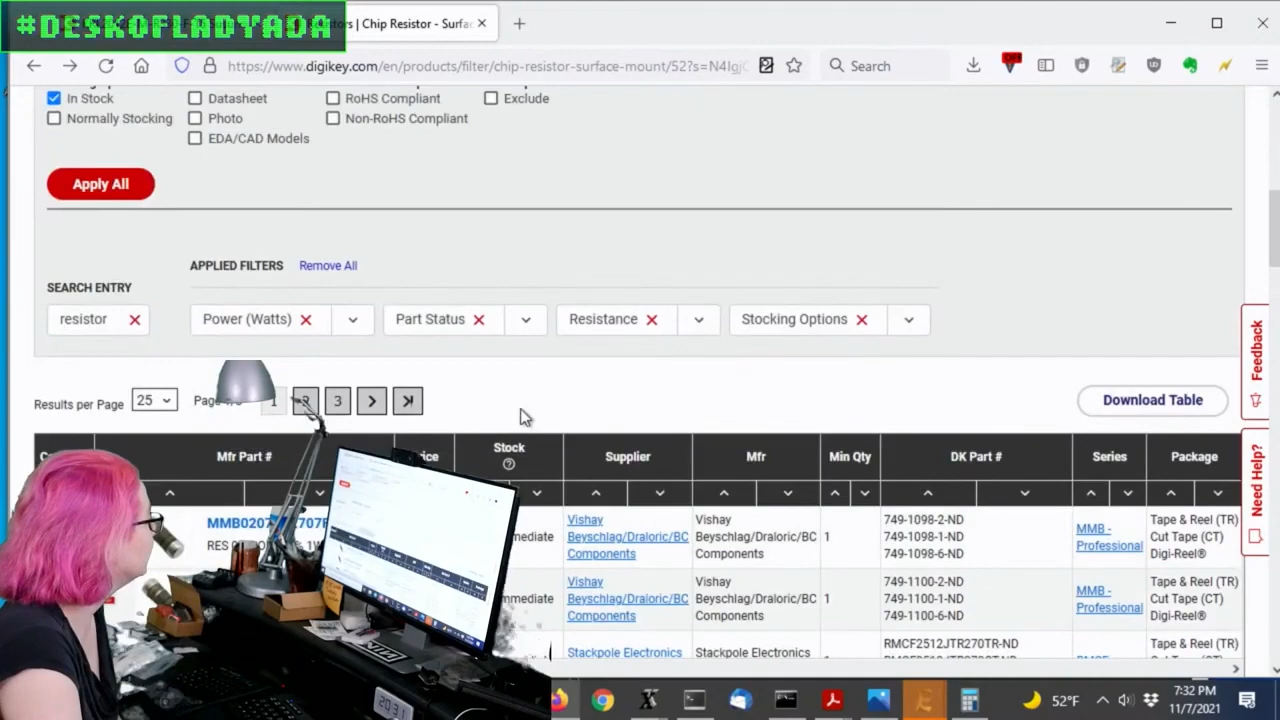 #DESKOFLADYADA
| Chip Resistor - Surfac
https://www.digikey.com/en/products/filter/chip-resistor-surface-mount/52?s=N4IgjC
Search
OFF
In Stock
Datasheet
RoHS Compliant
Exclude
Normally Stocking
Photo
Non-RoHS Compliant
EDA/CAD Models
Apply All
APPLIED FILTERS Remove All
SEARCH ENTRY
resistor
Power (Watts)
Part Status
Resistance
Stocking Options
Results per Page 25
1
3
Download Table
Mfr Part #
Stock
Supplier
Mfr
Min Qty
DK Part #
Series
Package
Vishay
Beyschlag/Draloric/BC
Components
Vishay
Beyschlag/Draloric/BC
Components
1
749-1098-2-ND
749-1098-1-ND
749-1098-6-ND
MMB -
Professional
Tape & Reel (TR)
Cut Tape (CT)
Digi-Reel®
Vishay
Beyschlag/Draloric/BC
Components
Vishay
Beyschlag/Draloric/BC
Components
1
749-1100-2-ND
749-1100-1-ND
749-1100-6-ND
MMB -
Professional
Tape & Reel (TR)
Cut Tape (CT)
Digi-Reel®
Stackpole Electronics
Stackpole Electronics
RMCF2512JTR270TR-ND
Tape & Reel (TR)
Feedback
Need Help?
52°F
7:32 PM
11/7/2021